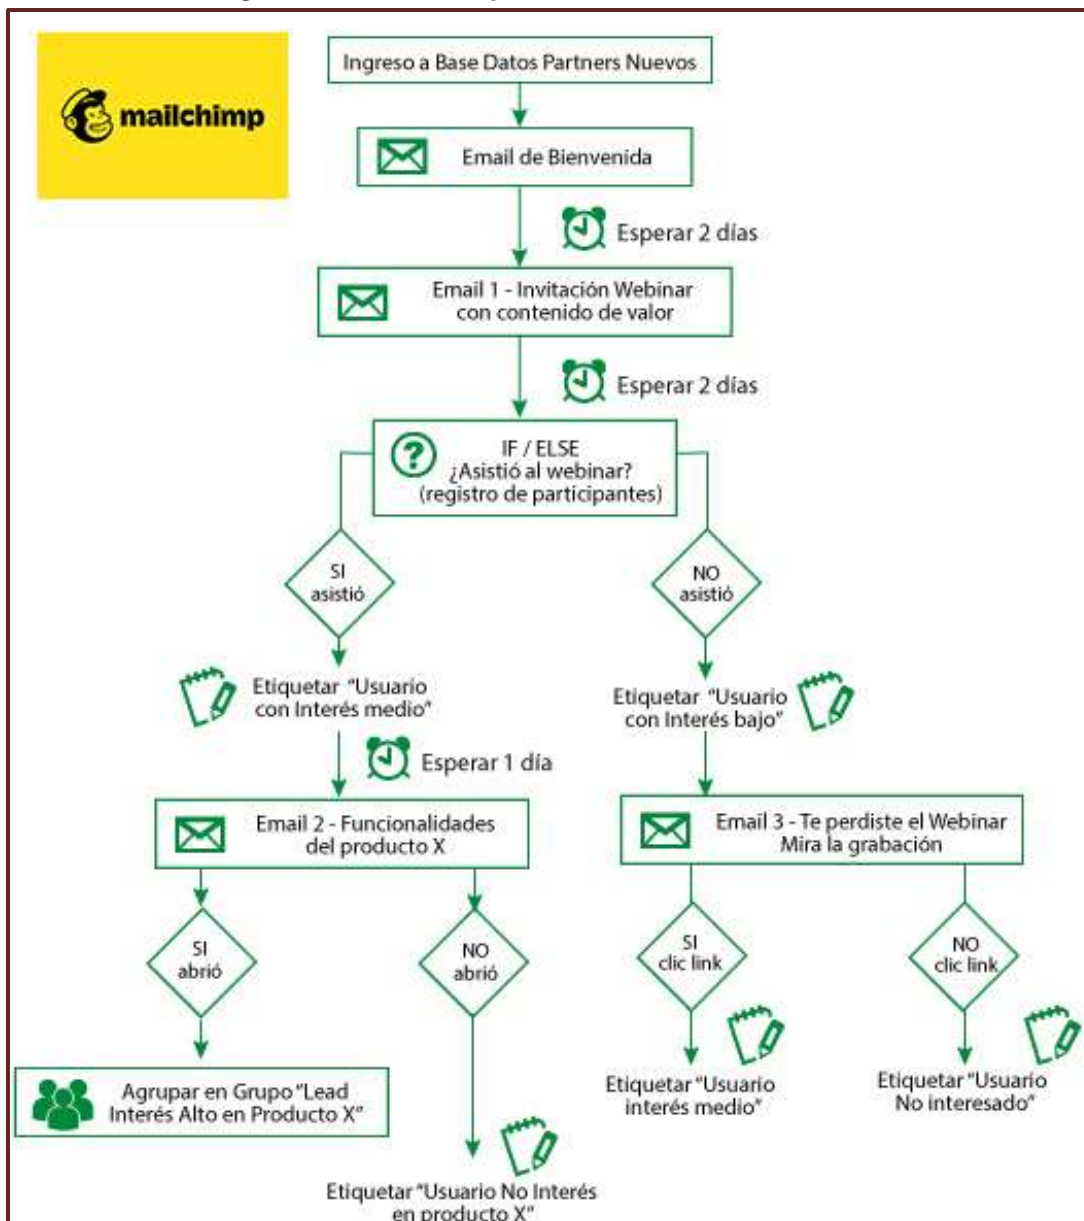 mailchimp
Ingreso a Base Datos Partners Nuevos
Email de Bienvenida
Esperar 2 días
Email 1 - Invitación Webinar
con contenido de valor
Esperar 2 días
IF / ELSE
¿Asistió al webinar?
(registro de participantes)
SI
asistió
NO
asistió
Etiquetar "Usuario
con Interés medio"
Etiquetar "Usuario
con Interés bajo"
Esperar 1 día
Email 2 - Funcionalidades
del producto X
Email 3 - Te perdiste el Webinar
Mira la grabación
SI
abrió
NO
abrió
SI
clic link
NO
clic link
Agrupar en Grupo "Lead
Interés Alto en Producto X"
Etiquetar "Usuario
interés medio"
Etiquetar "Usuario
No interesado"
Etiquetar "Usuario No Interés
en producto X"